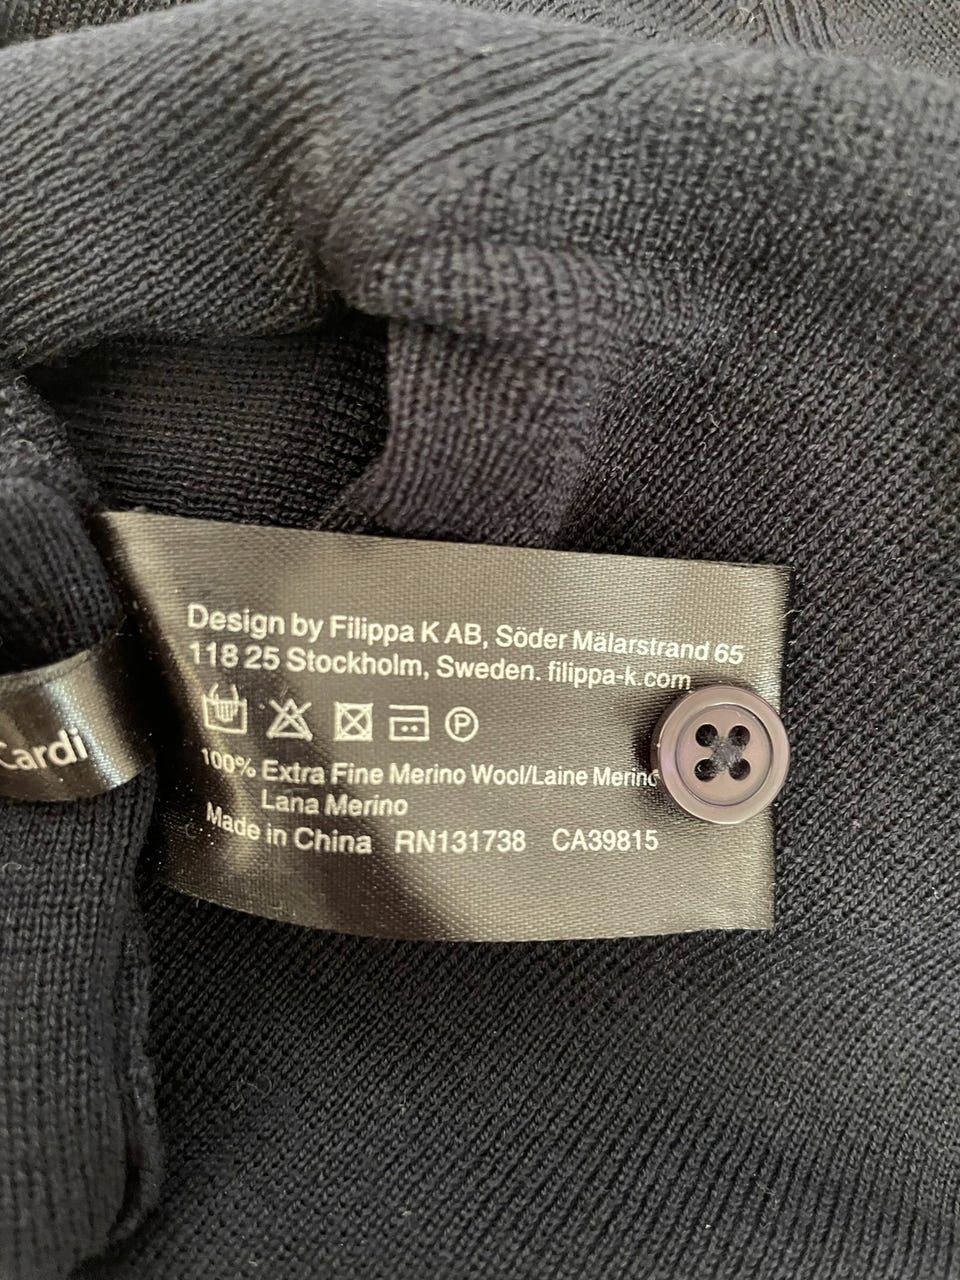 Design by Filippa K AB, Söder Mälarstrand 65
118 25 Stockholm, Sweden. filippa-k.com
P
100% Extra Fine Merino Wool/Laine Merino
Lana Merino
Made in China RN131738 CA39815
Cardi